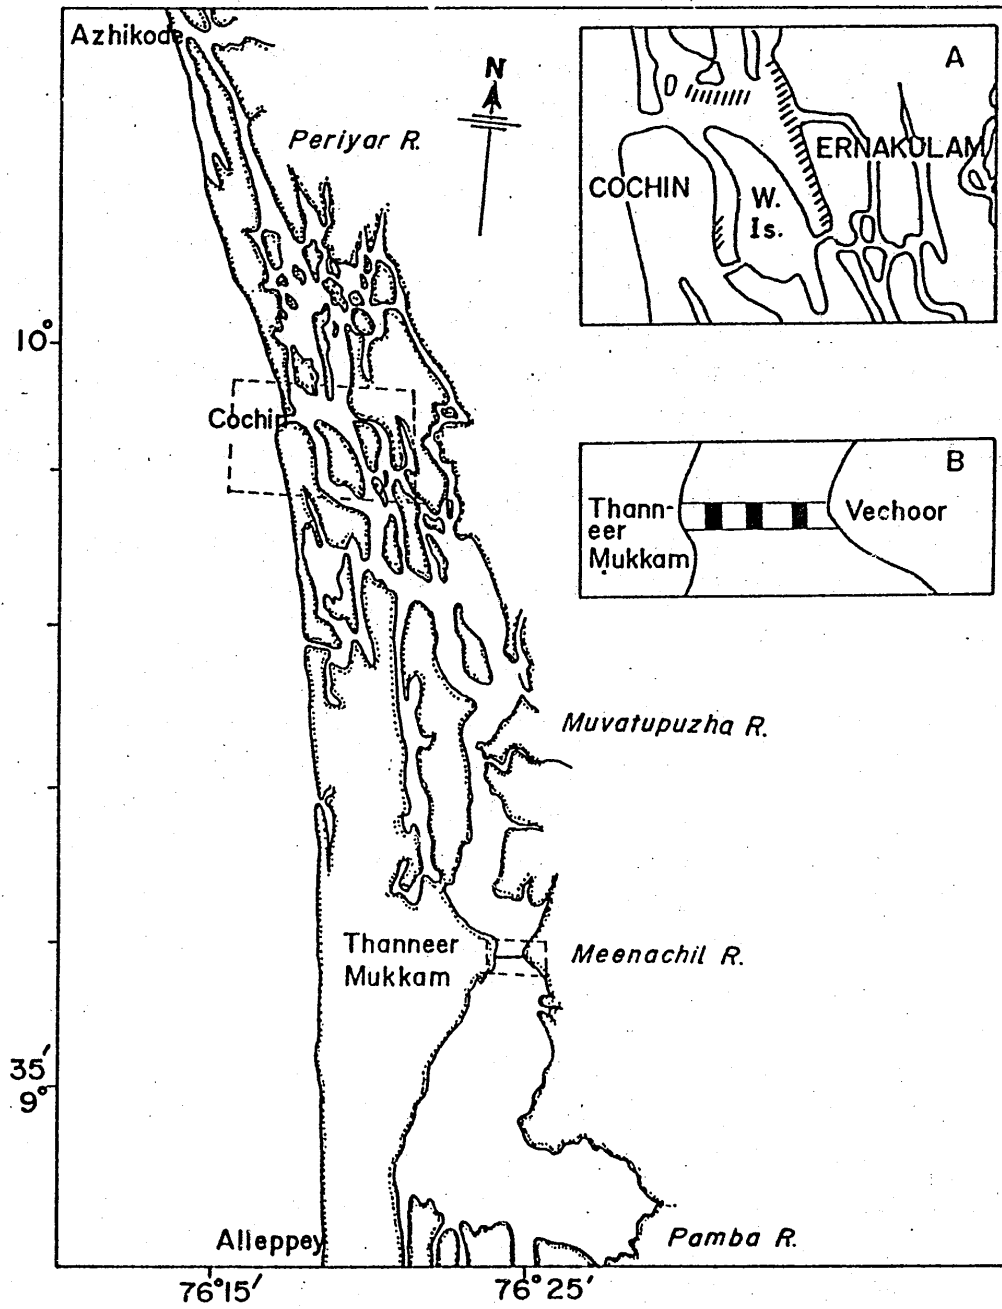 Azhikode
N
Periyar R.
A
ERNAKULAM
COCHIN
W.
Is.
10°
Cochin
B
Thann-
eer
Mukkam
Vechoor
Muvatupuzha R.
Thanneer
Mukkam
Meenachil R.
35'
9°
Alleppey
Pamba R.
76°15'
76°25'